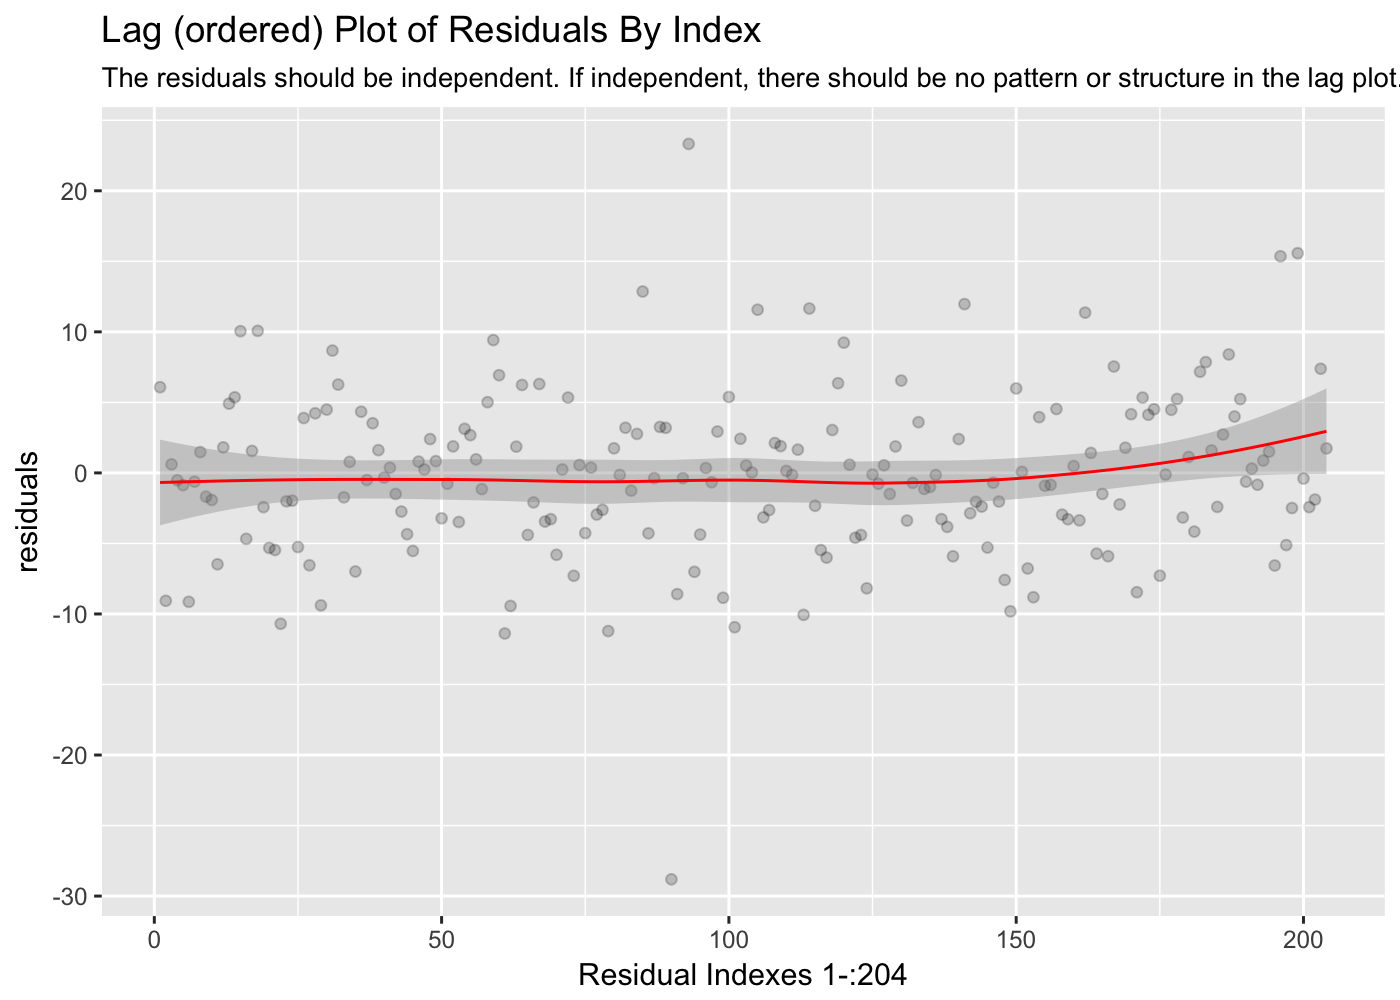 Lag (ordered) Plot of Residuals By Index
The residuals should be independent. If independent, there should be no pattern or structure in the lag plot.
residuals
20
10
0
-10
-20
-30
0 50 100 150 200
Residual Indexes 1-:204